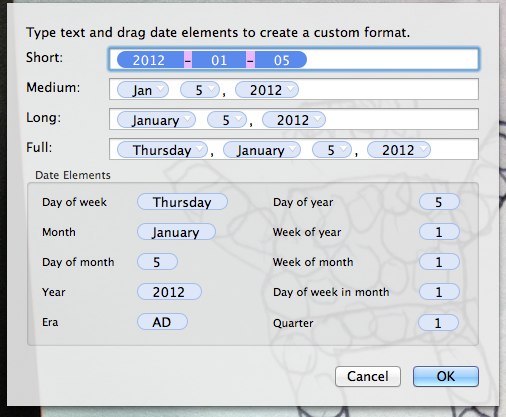 Type text and drag date elements to create a custom format.
Short: 2012 - 01 - 05
Medium: Jan 5 , 2012
Long: January 5 , 2012
Full: Thursday , January 5 , 2012
Date Elements
Day of week Thursday Day of year 5
Month January Week of year 1
Day of month 5 Week of month 1
Year 2012 Day of week in month 1
Era AD Quarter 1
Cancel OK